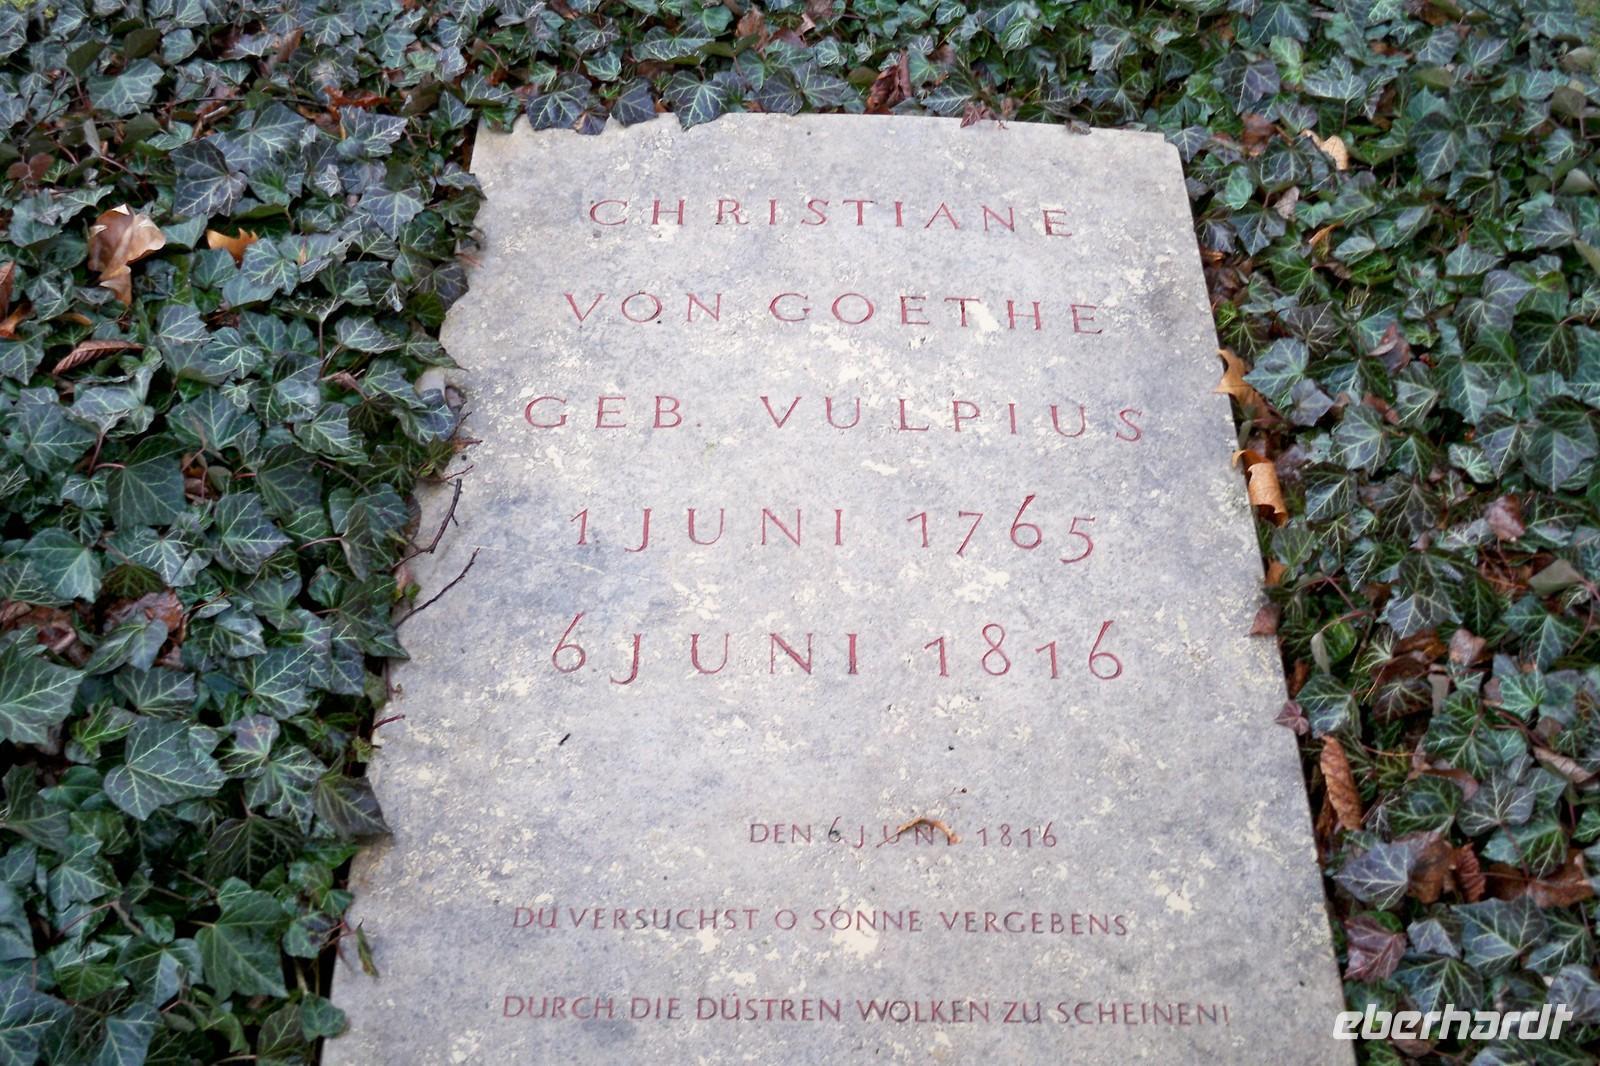 CHRISTIANE
VON GOETHE
GEB. VULPIUS
1 JUNI 1765
6 JUNI 1816
DEN 6 JUNI 1816
DU VERSUCHST O SONNE VERGEBENS
DURCH DIE DÜSTREN WOLKEN ZU SCHEINEN!
eberhardt